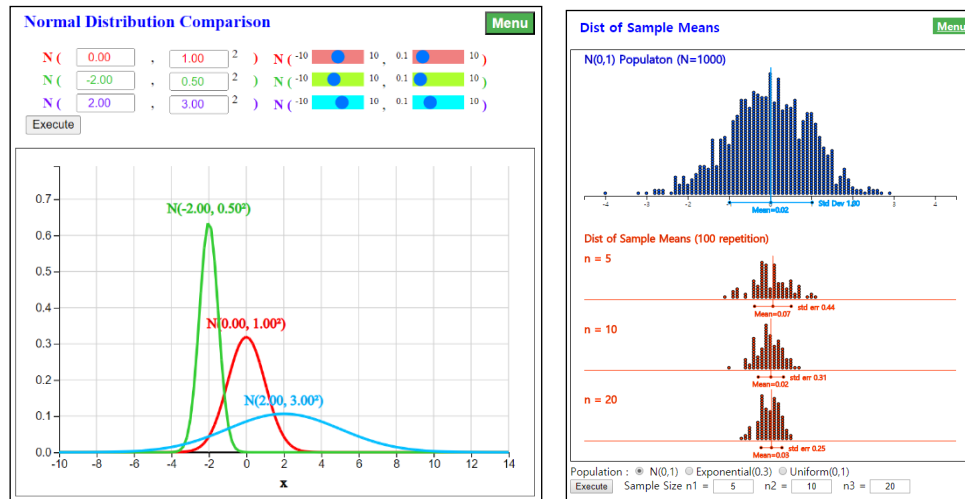 Normal Distribution Comparison Menu
N ( 0.00 , 1.00 2 ) N ( -10 10 , 0.1 10 )
N ( -2.00 , 0.50 2 ) N ( -10 10 , 0.1 10 )
N ( 2.00 , 3.00 2 ) N ( -10 10 , 0.1 10 )
Execute
0.7
N(-2.00, 0.50²)
0.6
0.5
0.4
N(0.00, 1.00²)
0.3
0.2
N(2.00, 3.00²)
0.1
0.0
-10 -8 -6 -4 -2 0 2 4 6 8 10 12 14
x
Dist of Sample Means Menu
N(0,1) Populaton (N=1000)
-4 -3 -1 1 3 4
Std Dev 1.00
Mean=0.02
Dist of Sample Means (100 repetition)
n = 5
std err 0.44
Mean=0.07
n = 10
std err 0.31
Mean=0.02
n = 20
std err 0.25
Mean=0.03
Population : N(0,1) Exponential(0.3) Uniform(0,1)
Execute Sample Size n1 = 5 n2 = 10 n3 = 20